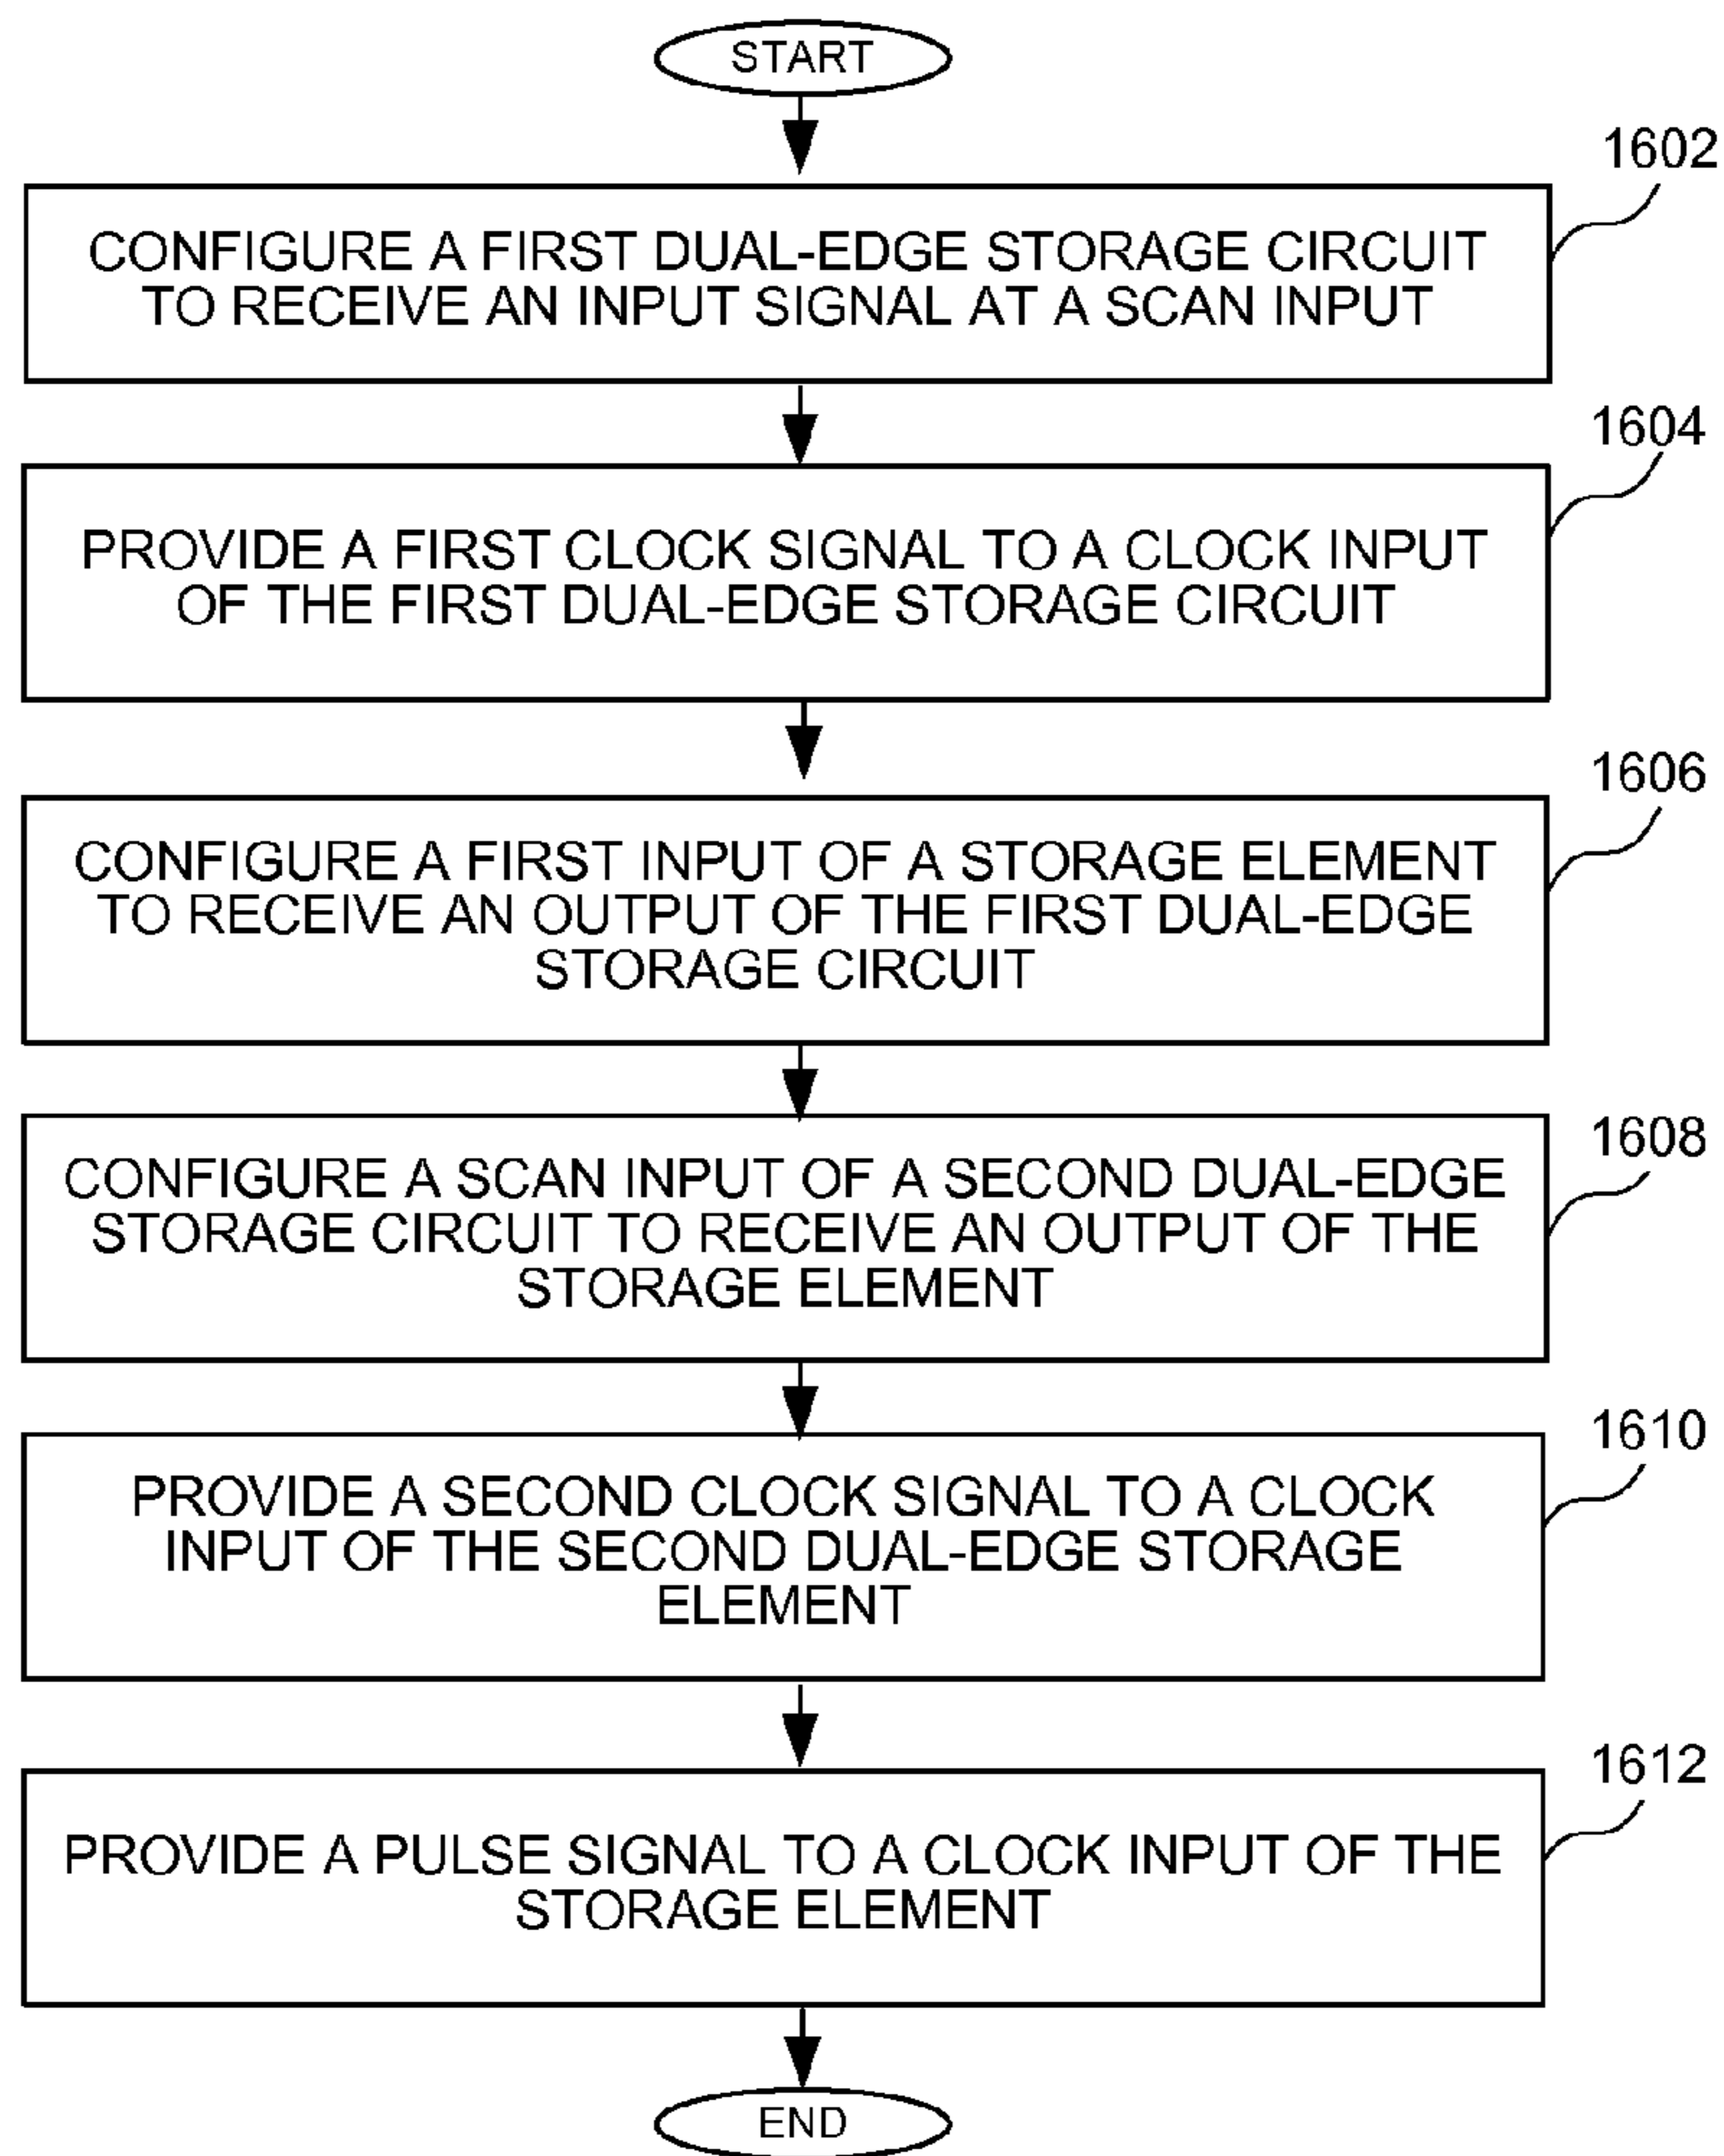 START
1602
CONFIGURE A FIRST DUAL-EDGE STORAGE CIRCUIT
TO RECEIVE AN INPUT SIGNAL AT A SCAN INPUT
1604
PROVIDE A FIRST CLOCK SIGNAL TO A CLOCK INPUT
OF THE FIRST DUAL-EDGE STORAGE CIRCUIT
1606
CONFIGURE A FIRST INPUT OF A STORAGE ELEMENT
TO RECEIVE AN OUTPUT OF THE FIRST DUAL-EDGE
STORAGE CIRCUIT
1608
CONFIGURE A SCAN INPUT OF A SECOND DUAL-EDGE
STORAGE CIRCUIT TO RECEIVE AN OUTPUT OF THE
STORAGE ELEMENT
1610
PROVIDE A SECOND CLOCK SIGNAL TO A CLOCK
INPUT OF THE SECOND DUAL-EDGE STORAGE
ELEMENT
1612
PROVIDE A PULSE SIGNAL TO A CLOCK INPUT OF THE
STORAGE ELEMENT
END